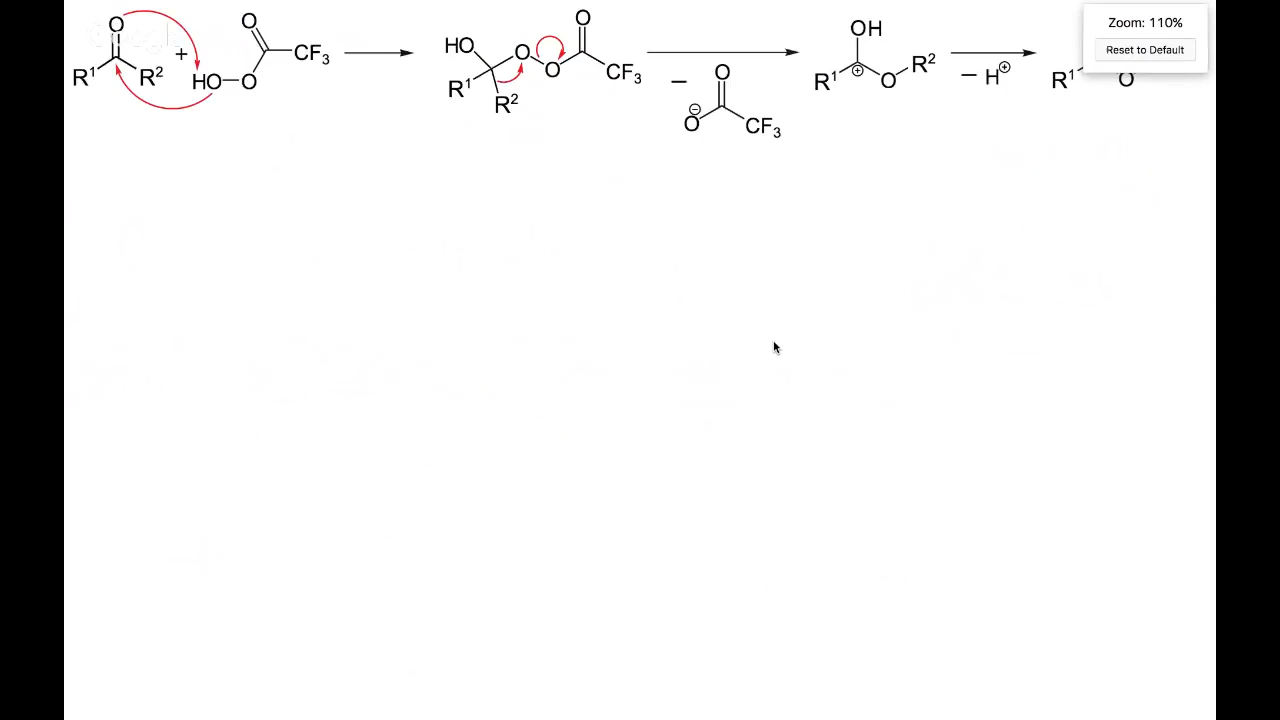 O
R¹ R² + HO O O CF₃
HO O O O CF₃
R¹ R²
− O ⊖ O CF₃
OH
R¹ ⊕ O R²
− H⊕
R¹ O
Zoom: 110%
Reset to Default